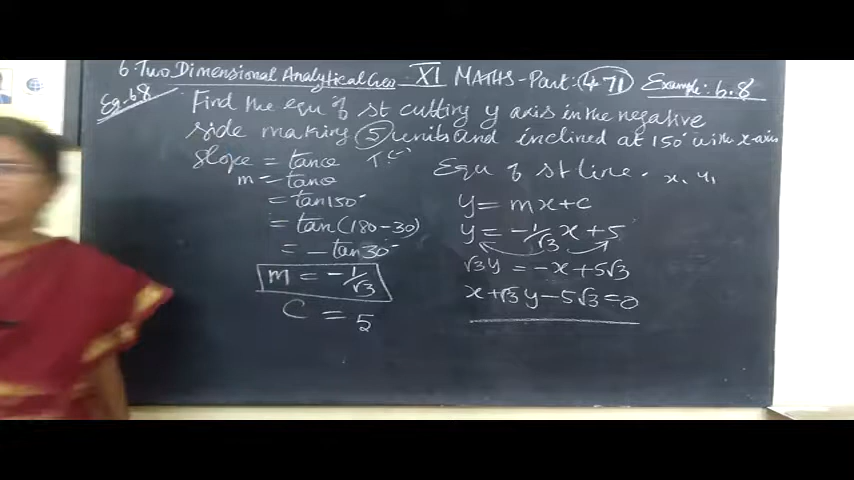 6. Two Dimensional Analytical Geo XI MATHS - Part: 471 Example: 6.8
Eg. 6.8 Find the equ of st cutting y axis in the negative
side making 5 units and inclined at 150° with x-axis
slope = tanθ
m = tanθ
= tan150°
= tan(180-30)
= -tan30°
m = -1/√3
C = 5
Equ of st line. x, y,
y = mx+c
y = -1/√3 x + 5
√3y = -x + 5√3
x + √3y - 5√3 = 0